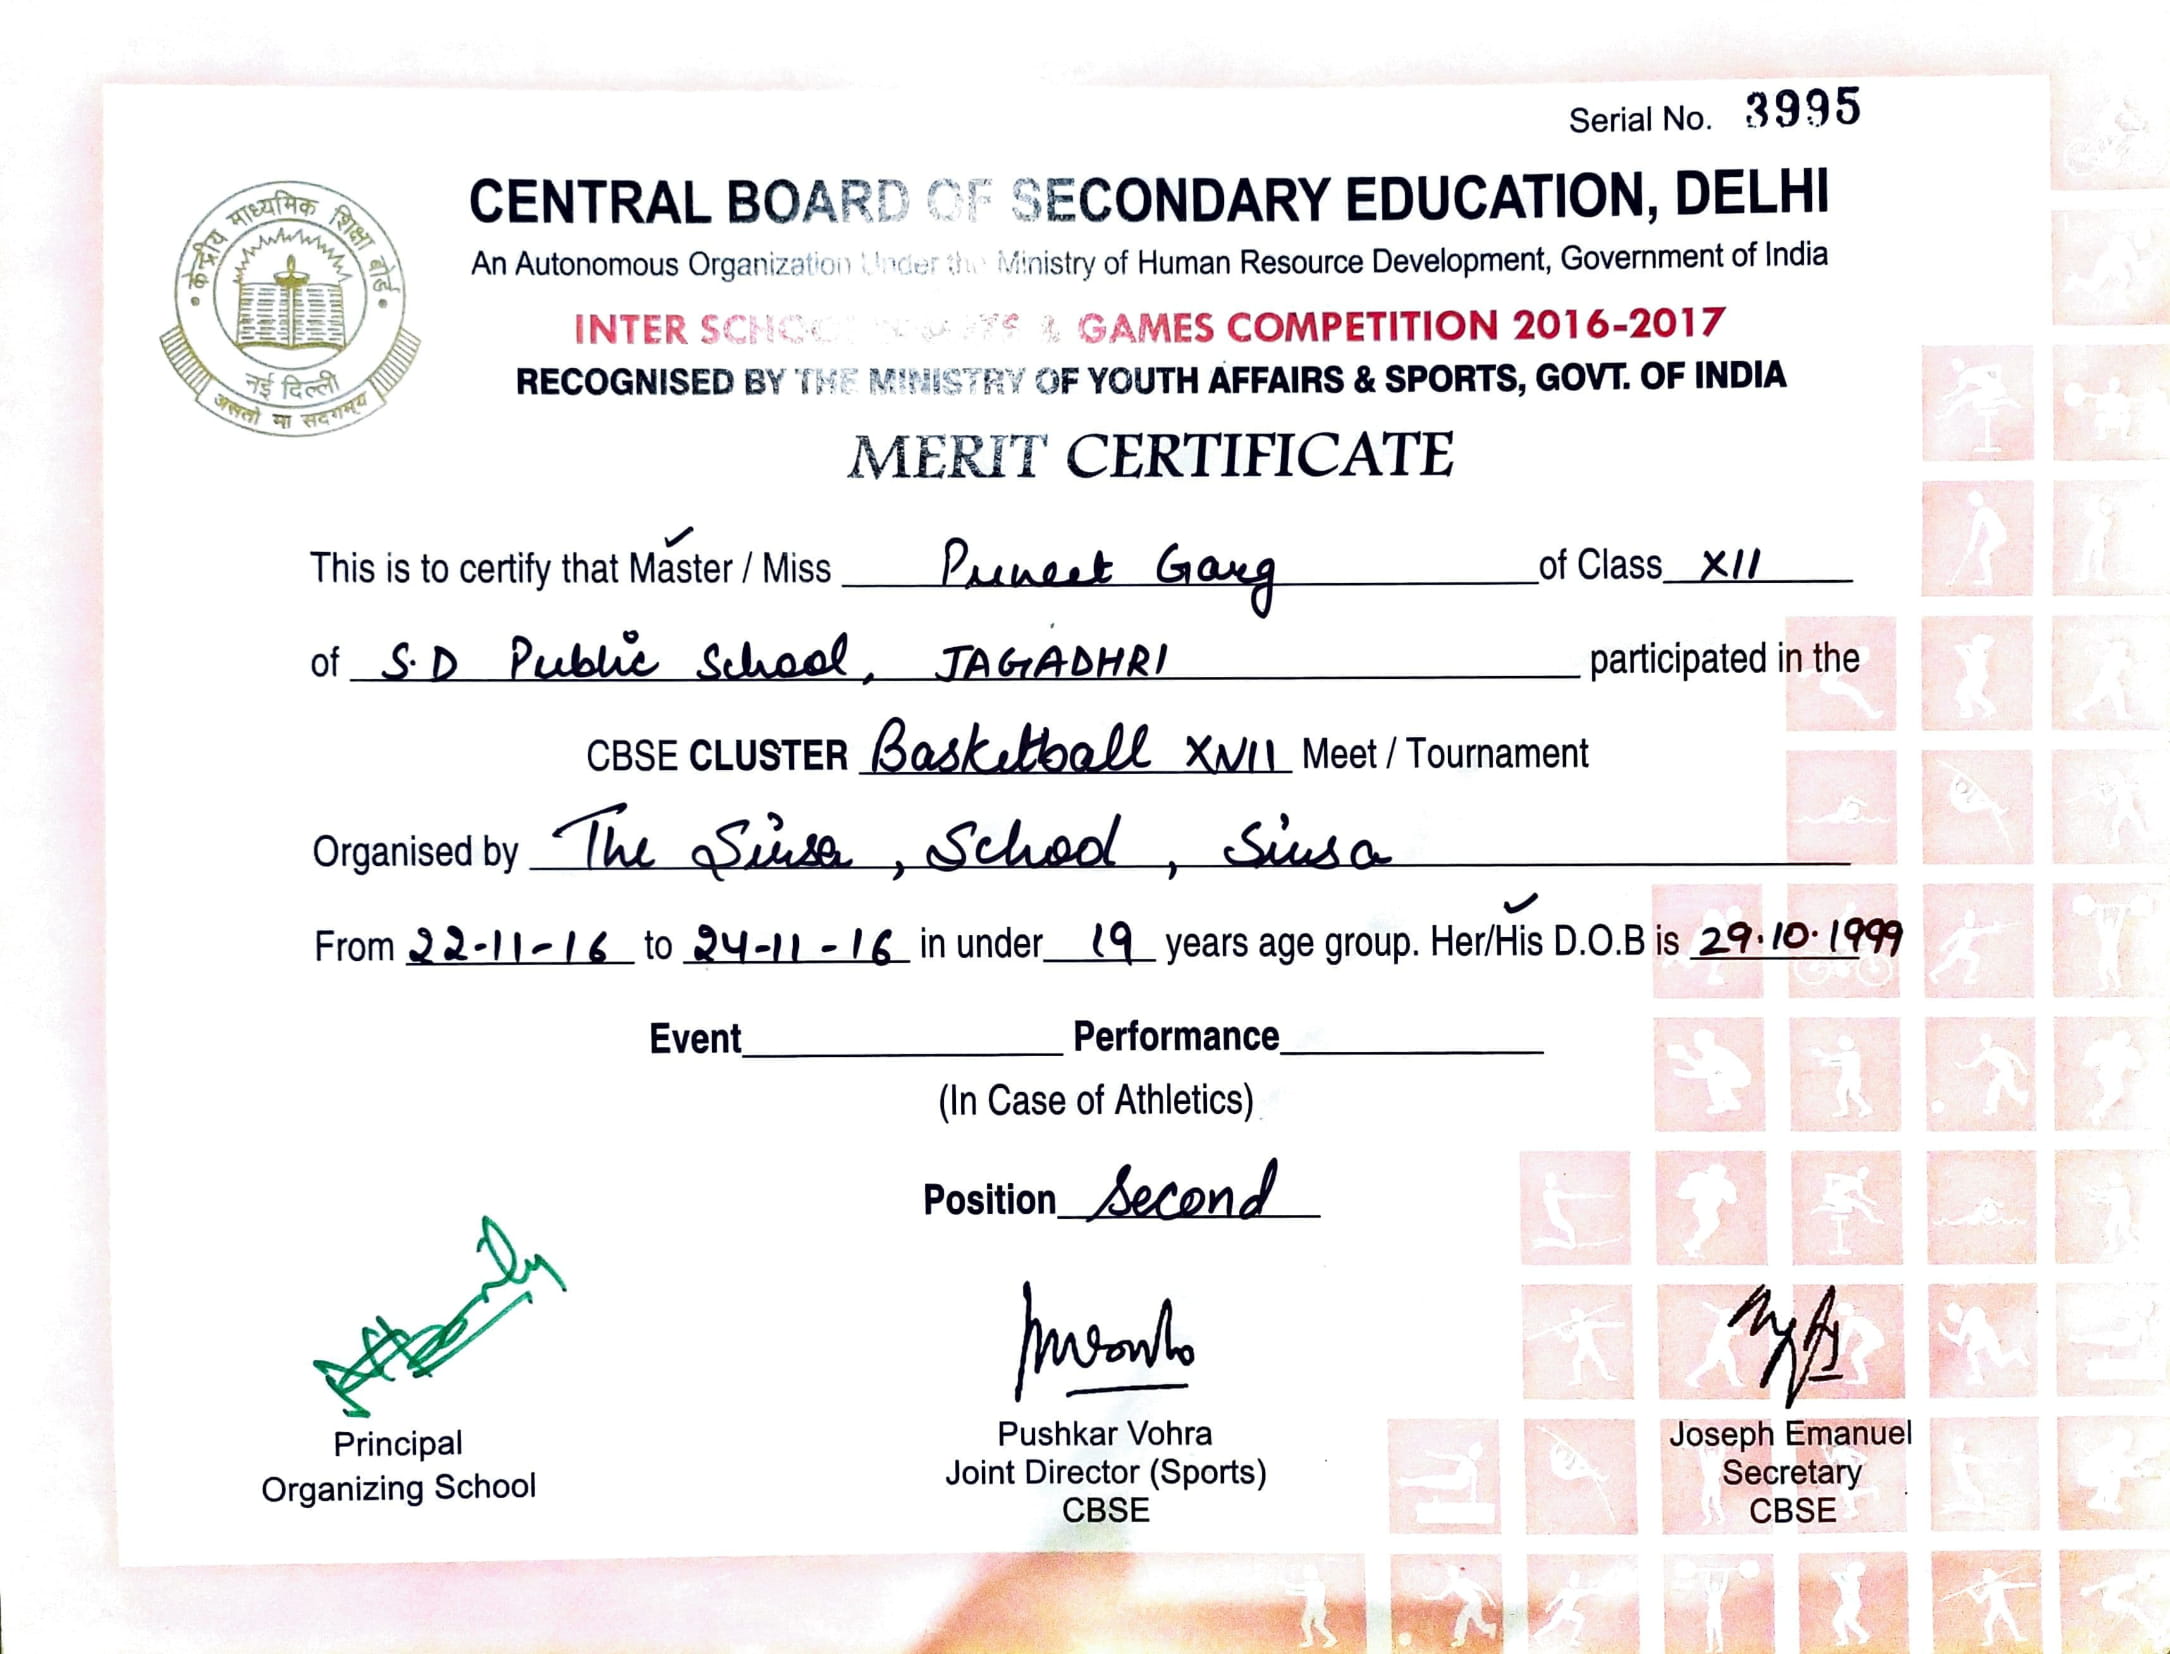 Serial No. 3995
केन्द्रीय माध्यमिक शिक्षा बोर्ड
नई दिल्ली
असतो मा सदगमय
CENTRAL BOARD OF SECONDARY EDUCATION, DELHI
An Autonomous Organization Under the Ministry of Human Resource Development, Government of India
INTER SCHOOL SPORTS & GAMES COMPETITION 2016-2017
RECOGNISED BY THE MINISTRY OF YOUTH AFFAIRS & SPORTS, GOVT. OF INDIA
MERIT CERTIFICATE
This is to certify that Master / Miss Puneet Garg of Class XII
of S.D Public School, JAGADHRI participated in the
CBSE CLUSTER Basketball XVII Meet / Tournament
Organised by The Sirsa, School, Sirsa
From 22-11-16 to 24-11-16 in under 19 years age group. Her/His D.O.B is 29.10.1999
Event Performance
(In Case of Athletics)
Position Second
Principal
Organizing School
Pushkar Vohra
Joint Director (Sports)
CBSE
Joseph Emanuel
Secretary
CBSE